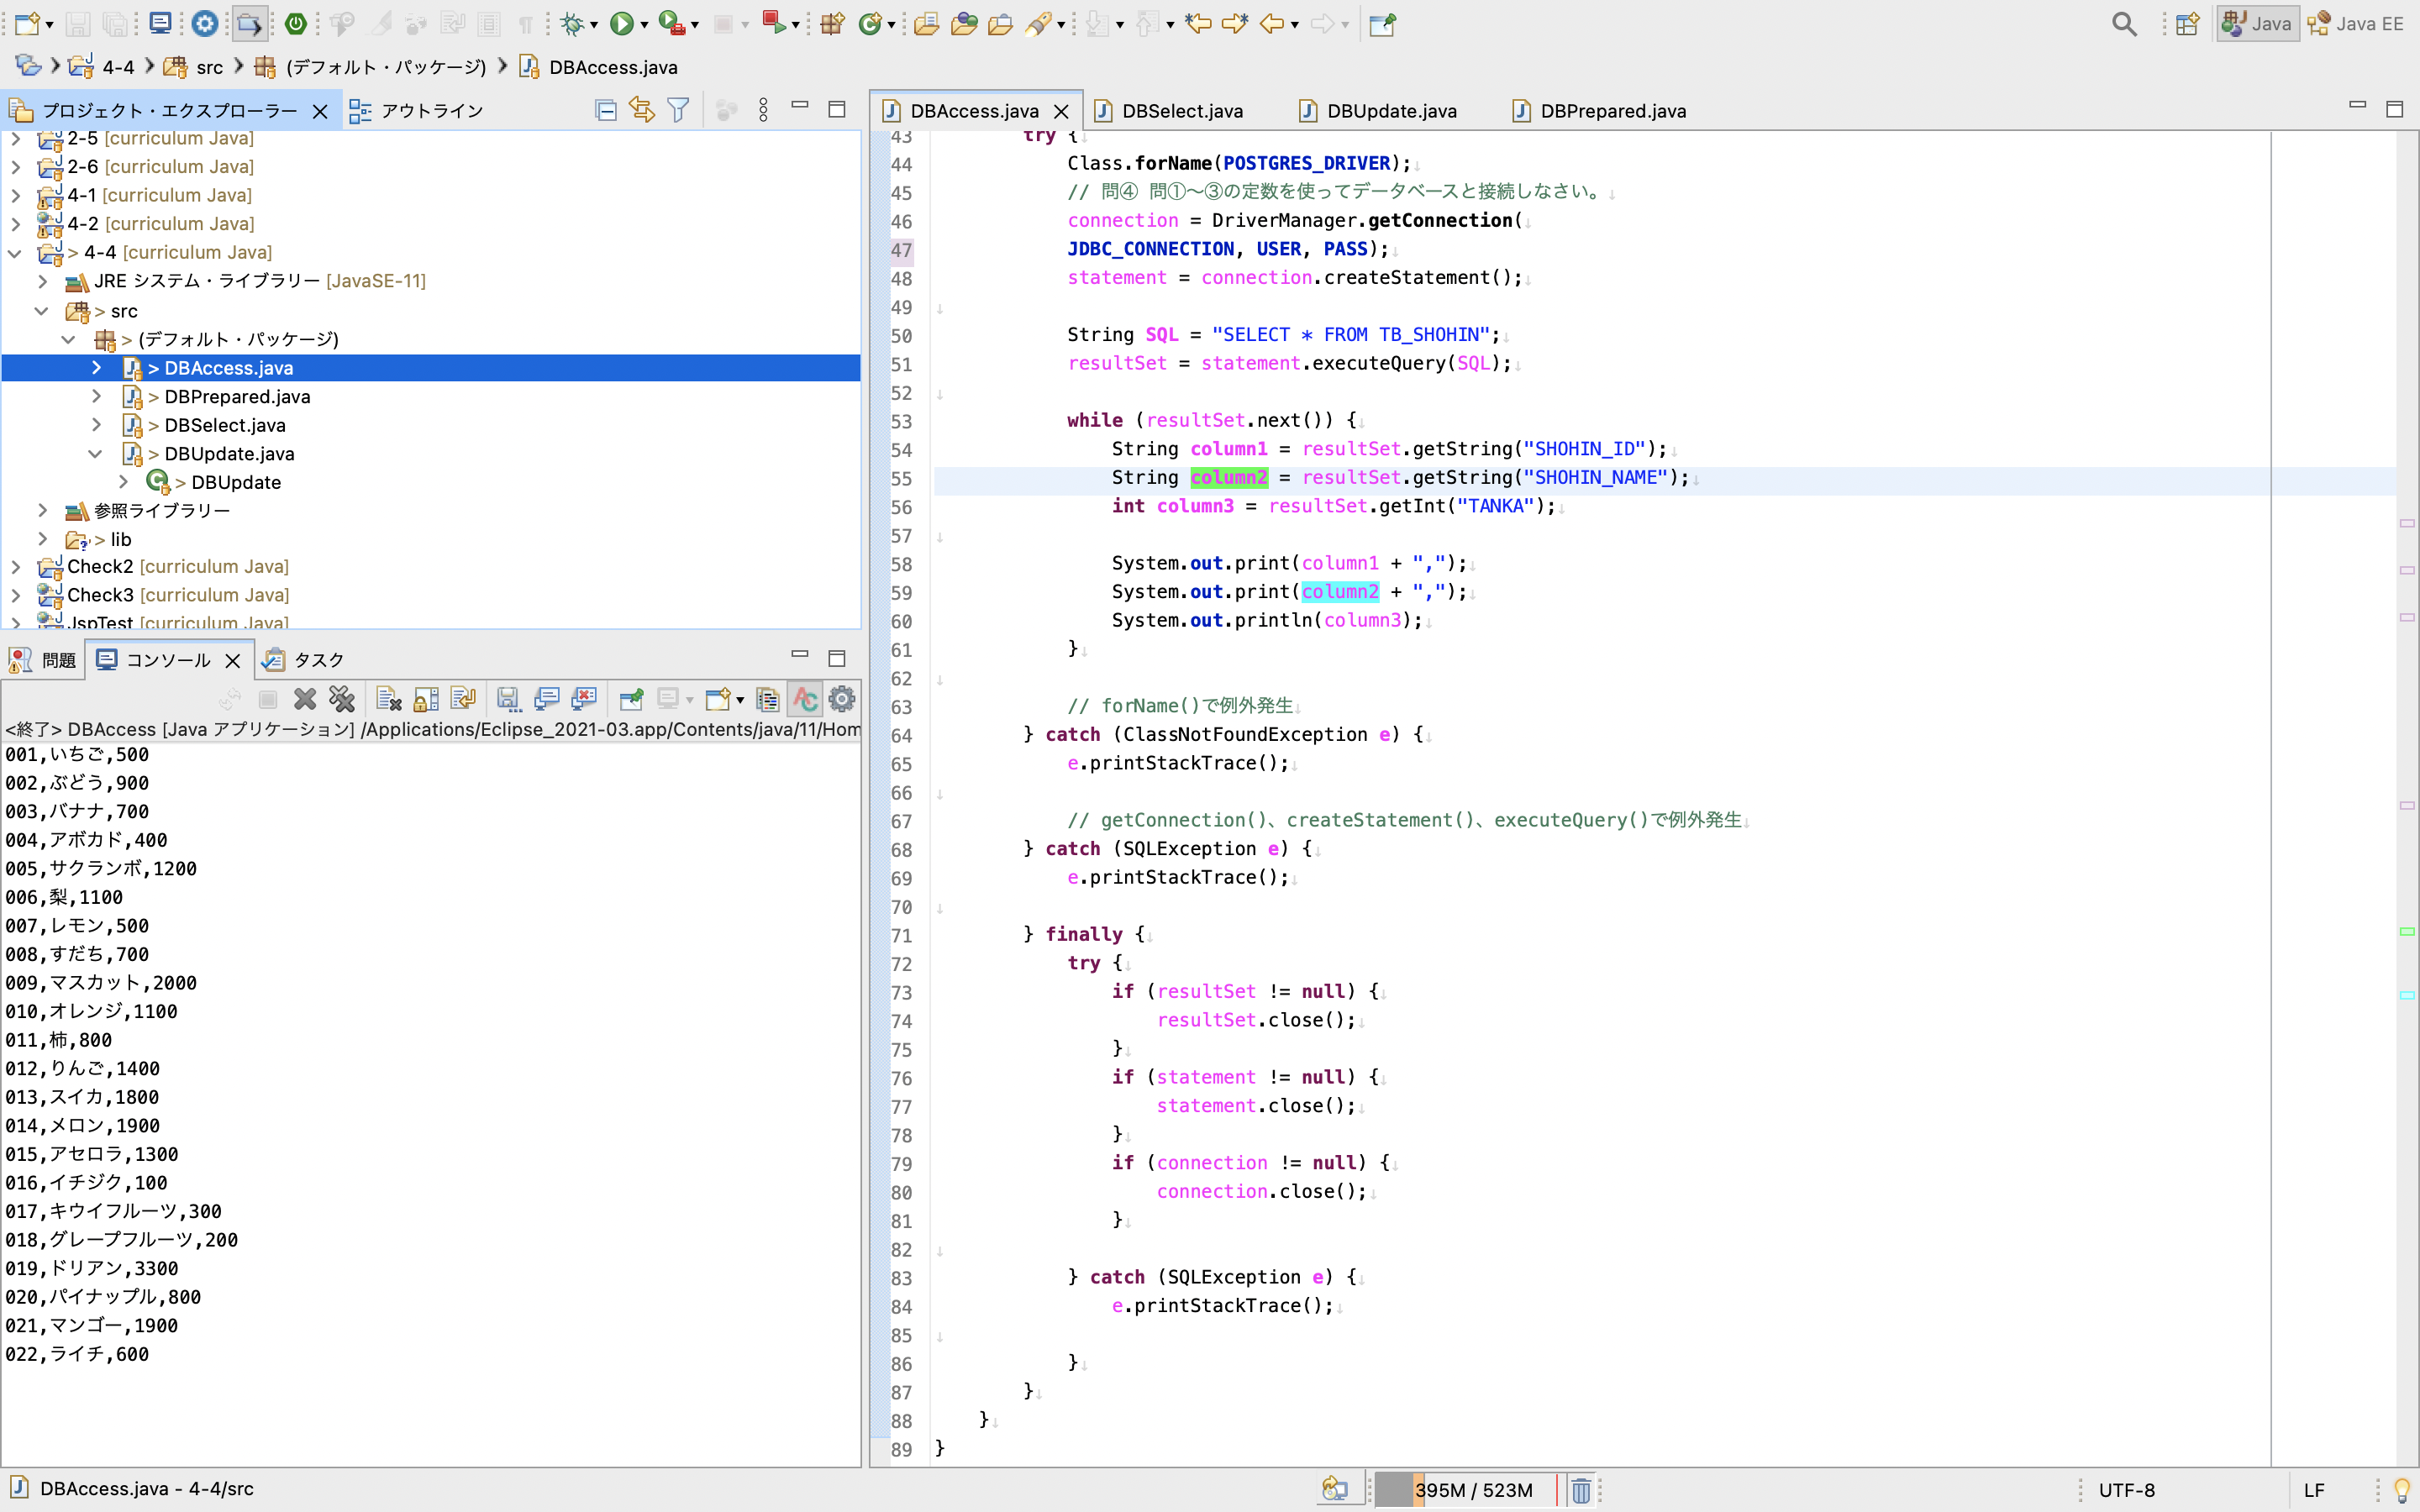 Java
Java EE
4-4
src
(デフォルト・パッケージ)
DBAccess.java
プロジェクト・エクスプローラー
アウトライン
2-5 [curriculum Java]
2-6 [curriculum Java]
4-1 [curriculum Java]
4-2 [curriculum Java]
> 4-4 [curriculum Java]
JRE システム・ライブラリー [JavaSE-11]
> src
> (デフォルト・パッケージ)
> DBAccess.java
> DBPrepared.java
> DBSelect.java
> DBUpdate.java
> DBUpdate
参照ライブラリー
> lib
Check2 [curriculum Java]
Check3 [curriculum Java]
JspTest [curriculum Java]
問題
コンソール
タスク
<終了> DBAccess [Java アプリケーション] /Applications/Eclipse_2021-03.app/Contents/java/11/Hom
001,いちご,500
002,ぶどう,900
003,バナナ,700
004,アボカド,400
005,サクランボ,1200
006,梨,1100
007,レモン,500
008,すだち,700
009,マスカット,2000
010,オレンジ,1100
011,柿,800
012,りんご,1400
013,スイカ,1800
014,メロン,1900
015,アセロラ,1300
016,イチジク,100
017,キウイフルーツ,300
018,グレープフルーツ,200
019,ドリアン,3300
020,パイナップル,800
021,マンゴー,1900
022,ライチ,600
DBAccess.java
DBSelect.java
DBUpdate.java
DBPrepared.java
43 try {
44 Class.forName(POSTGRES_DRIVER);
45 // 問④ 問①〜③の定数を使ってデータベースと接続しなさい。
46 connection = DriverManager.getConnection(
47 JDBC_CONNECTION, USER, PASS);
48 statement = connection.createStatement();
49
50 String SQL = "SELECT * FROM TB_SHOHIN";
51 resultSet = statement.executeQuery(SQL);
52
53 while (resultSet.next()) {
54 String column1 = resultSet.getString("SHOHIN_ID");
55 String column2 = resultSet.getString("SHOHIN_NAME");
56 int column3 = resultSet.getInt("TANKA");
57
58 System.out.print(column1 + ",");
59 System.out.print(column2 + ",");
60 System.out.println(column3);
61 }
62
63 // forName()で例外発生
64 } catch (ClassNotFoundException e) {
65 e.printStackTrace();
66
67 // getConnection()、createStatement()、executeQuery()で例外発生
68 } catch (SQLException e) {
69 e.printStackTrace();
70
71 } finally {
72 try {
73 if (resultSet != null) {
74 resultSet.close();
75 }
76 if (statement != null) {
77 statement.close();
78 }
79 if (connection != null) {
80 connection.close();
81 }
82
83 } catch (SQLException e) {
84 e.printStackTrace();
85
86 }
87 }
88 }
89 }
DBAccess.java - 4-4/src
395M / 523M
UTF-8
LF